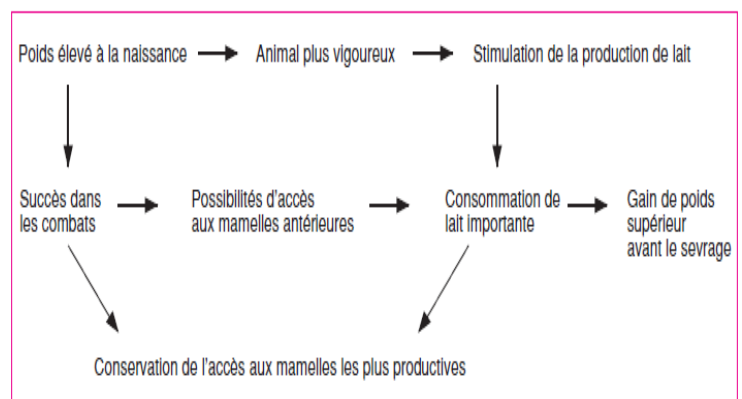 Poids élevé à la naissance
Animal plus vigoureux
Stimulation de la production de lait
Succès dans
les combats
Possibilités d'accès
aux mamelles antérieures
Consommation de
lait importante
Gain de poids
supérieur
avant le sevrage
Conservation de l'accès aux mamelles les plus productives